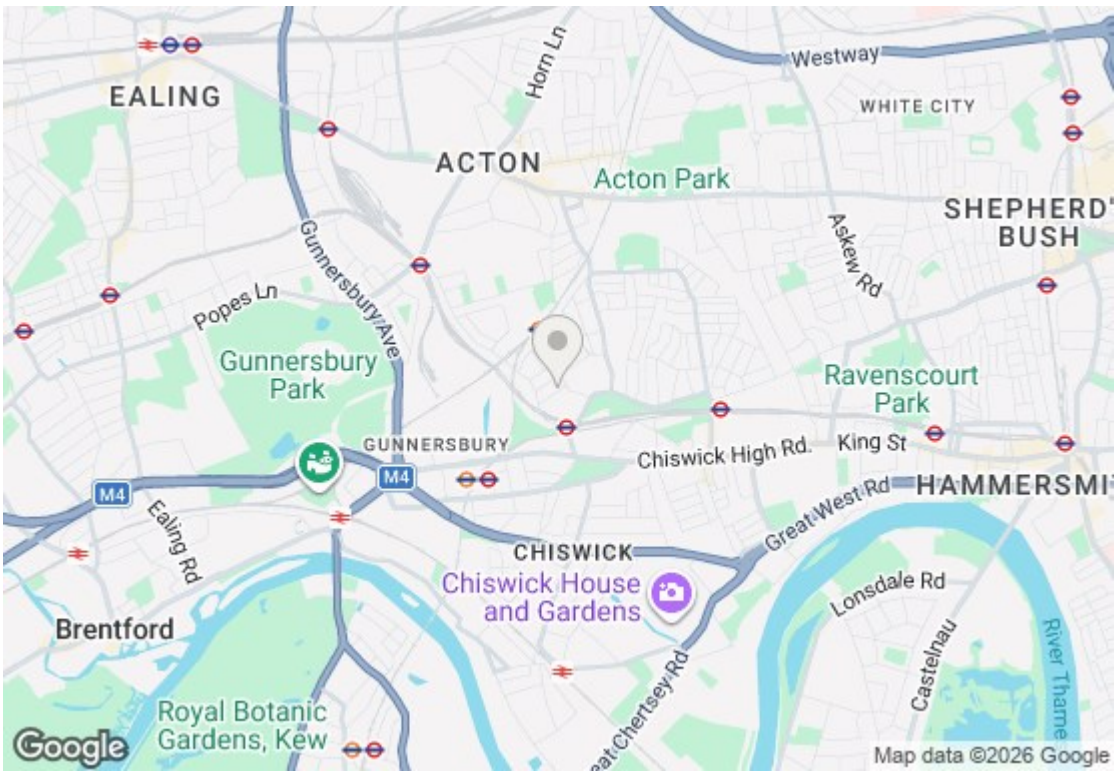 Westway
Horn Ln
EALING
WHITE CITY
ACTON
Acton Park
SHEPHERD'
BUSH
Askew Rd
Gunnersbury Ave
Popes Ln
Gunnersbury
Park
Ravenscourt
Park
GUNNERSBURY
King St
Chiswick High Rd.
M4
M4
HAMMERSMI
Great West Rd
Ealing Rd
CHISWICK
Chiswick House
and Gardens
Lonsdale Rd
Brentford
Castelnau
River Thame
Royal Botanic
Gardens, Kew
eat Chertsey Rd
Google
Map data ©2026 Google